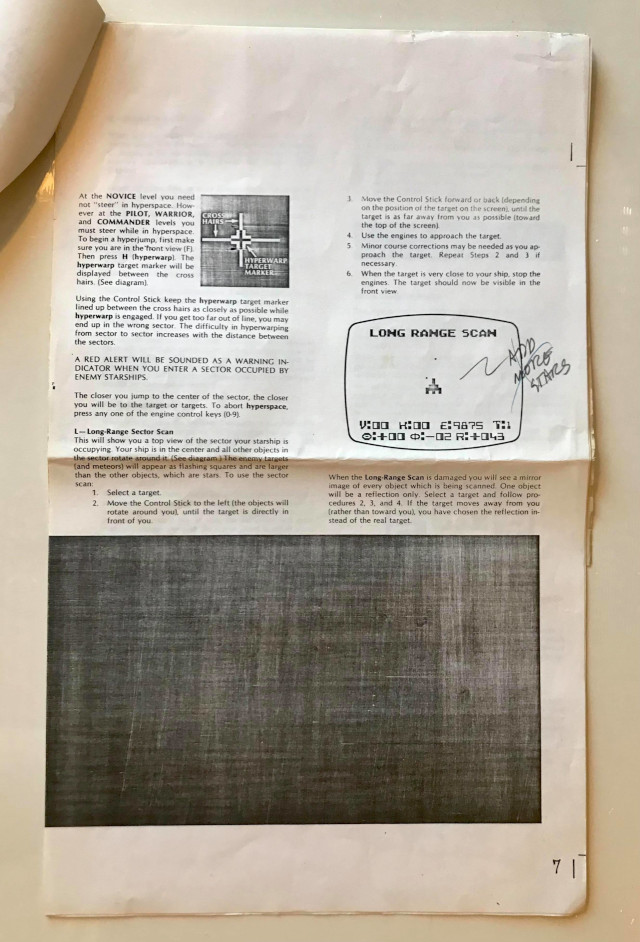 At the NOVICE level you need
not "steer" in hyperspace. How-
ever at the PILOT, WARRIOR,
and COMMANDER levels you
must steer while in hyperspace.
To begin a hyperjump, first make
sure you are in the front view (F).
Then press H (hyperwarp). The
hyperwarp target marker will be
displayed between the cross
hairs. (See diagram).
CROSS
HAIRS
HYPERWARP
TARGET
MARKER
Using the Control Stick keep the hyperwarp target marker
lined up between the cross hairs as closely as possible while
hyperwarp is engaged. If you get too far out of line, you may
end up in the wrong sector. The difficulty in hyperwarping
from sector to sector increases with the distance between
the sectors.
A RED ALERT WILL BE SOUNDED AS A WARNING IN-
DICATOR WHEN YOU ENTER A SECTOR OCCUPIED BY
ENEMY STARSHIPS.
The closer you jump to the center of the sector, the closer
you will be to the target or targets. To abort hyperspace,
press any one of the engine control keys (0-9).
L—Long-Range Sector Scan
This will show you a top view of the sector your starship is
occupying. Your ship is in the center and all other objects in
the sector rotate around it. (See diagram.) The enemy targets
(and meteors) will appear as flashing squares and are larger
than the other objects, which are stars. To use the sector
scan:
1. Select a target.
2. Move the Control Stick to the left (the objects will
rotate around you), until the target is directly in
front of you.
3. Move the Control Stick forward or back (depending
on the position of the target on the screen), until the
target is as far away from you as possible (toward
the top of the screen).
4. Use the engines to approach the target.
5 Minor course corrections may be needed as you ap-
proach the target. Repeat Steps 2 and 3 if
necessary.
6. When the target is very close to your ship, stop the
engines. The target should now be visible in the
front view.
LONG RANGE SCAN
ADD
MORE
STARS
V:00 K:00 E:9875 T:1
Θ:+00 Φ:-02 R:+043
When the Long-Range Scan is damaged you will see a mirror
image of every object which is being scanned. One object
will be a reflection only. Select a target and follow pro-
cedures 2, 3, and 4. If the target moves away from you
(rather than toward you), you have chosen the reflection in-
stead of the real target.
7